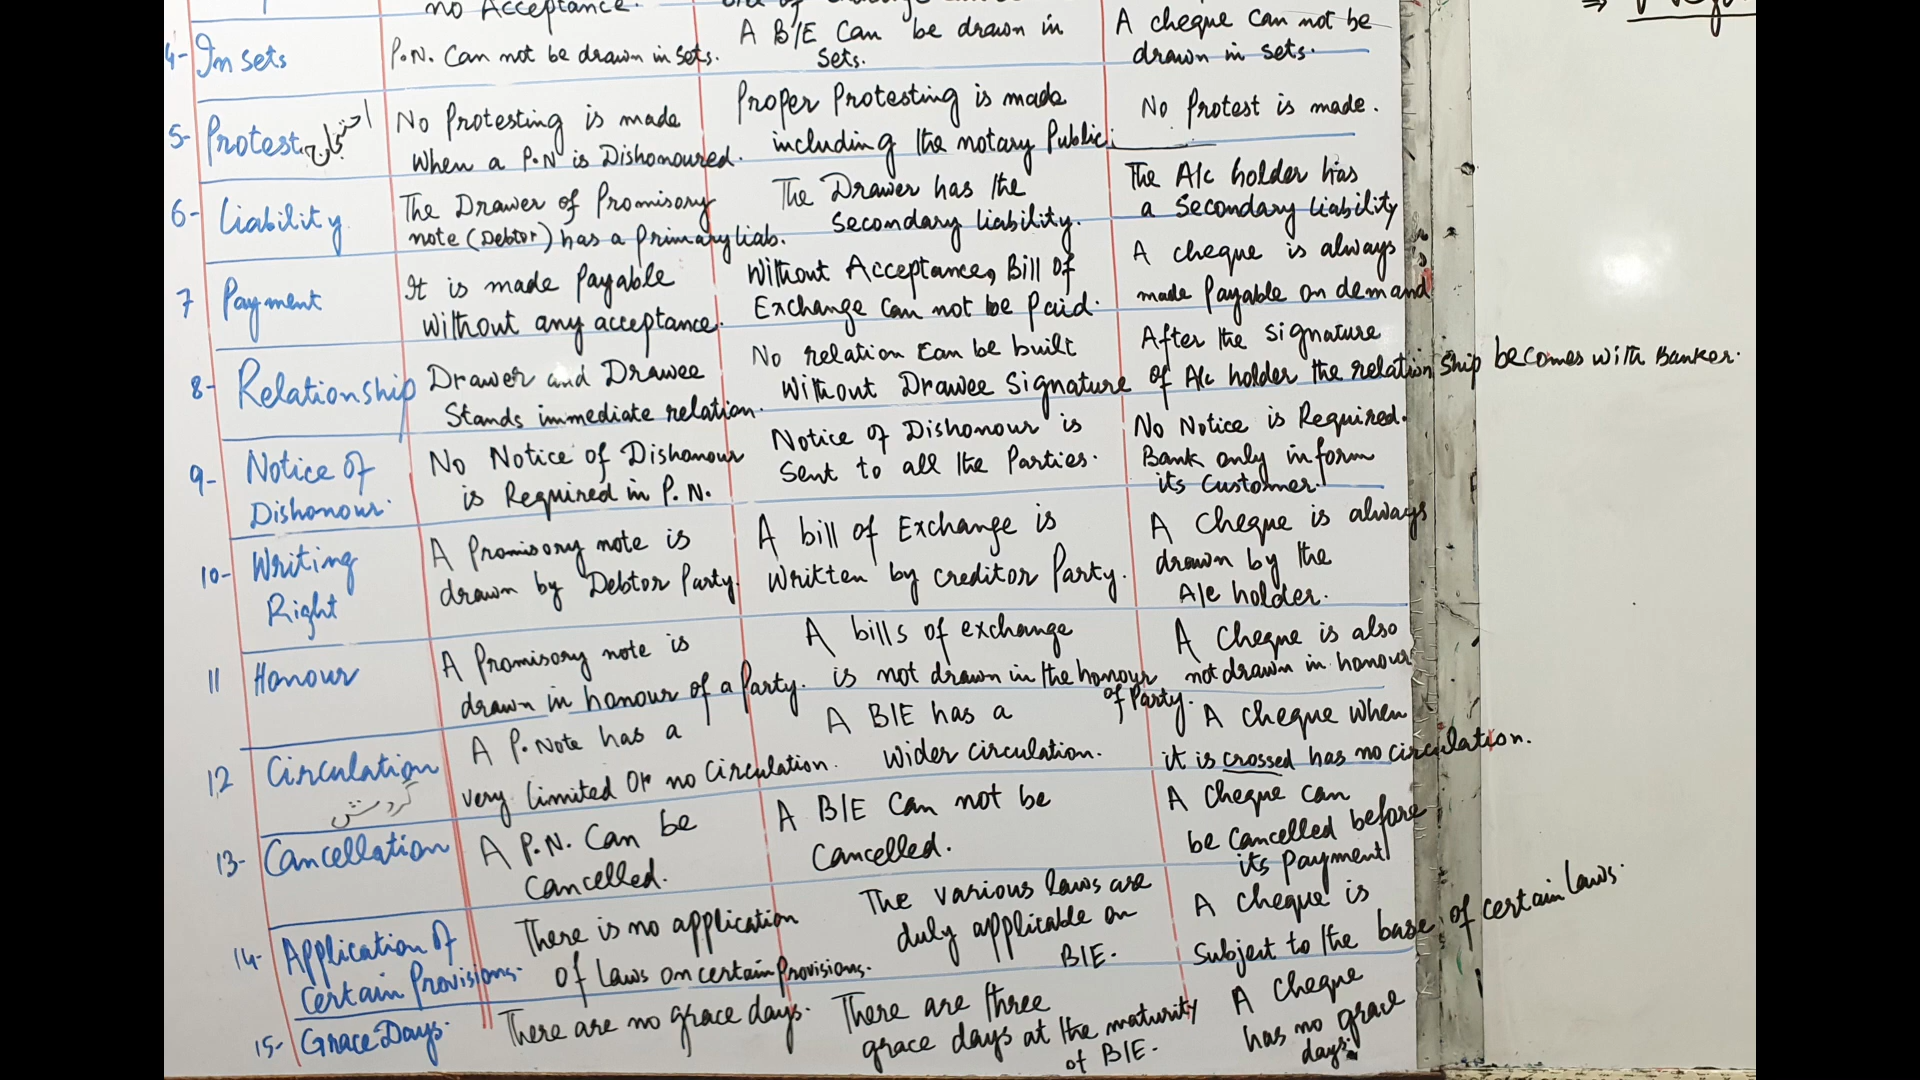 no Acceptance.
4- In sets
P.N. Can not be drawn in sets.
A B/E Can be drawn in
Sets.
A cheque can not be
drawn in sets.
5- Protest احتجاج
No Protesting is made
when a P.N is Dishonoured.
Proper Protesting is made
including the notary Public.
No Protest is made.
6- Liability
The Drawer of Promisory
note (Debtor) has a primary liab.
The Drawer has the
Secondary liability.
The A/c holder has
a Secondary liability
7 Payment
It is made Payable
without any acceptance.
Without Acceptance, Bill of
Exchange can not be paid.
A cheque is always
made Payable on demand
8- Relationship
Drawer and Drawee
Stands immediate relation.
No relation can be built
without Drawee Signature
After the signature
of A/c holder the relation ship becomes with Banker.
9- Notice of
Dishonour.
No Notice of Dishonour
is Required in P.N.
Notice of Dishonour is
Sent to all the Parties.
No Notice is Required.
Bank only inform
its Customer.
10- Writing
Right
A Promisory note is
drawn by Debtor Party.
A bill of Exchange is
written by creditor Party.
A Cheque is always
drawn by the
A/c holder.
11 Honour
A Promisory note is
drawn in honour of a Party.
A bills of exchange
is not drawn in the honour
of Party.
A Cheque is also
not drawn in honour
12 Circulation
گردش
A P.Note has a
very limited Or no Circulation.
A B/E has a
wider circulation.
A cheque when
it is crossed has no circulation.
13- Cancellation
A P.N. Can be
Cancelled.
A B/E Can not be
Cancelled.
A cheque can
be cancelled before
its payment
14- Application of
Certain Provisions.
There is no application
of laws on certain Provisions.
The various laws are
duly applicable on
B/E.
A cheque is
Subject to the base of certain laws.
15- Grace Days.
There are no grace days.
There are three
grace days at the maturity
of B/E.
A cheque
has no grace
days.